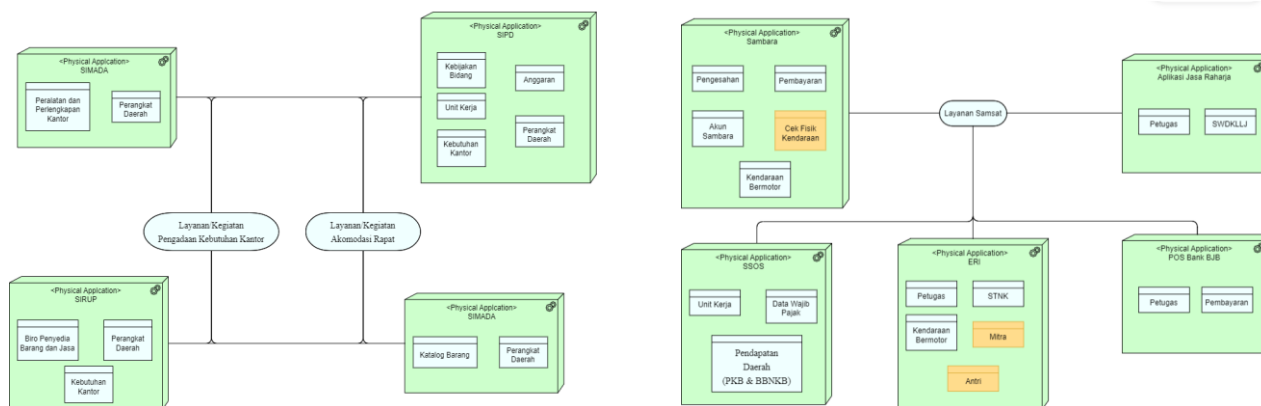 <Physical Application>
SIMADA
Peralatan dan
Perlengkapan
Kantor
Perangkat
Daerah
<Physical Application>
SIPD
Kebijakan
Bidang
Anggaran
Unit Kerja
Kebutuhan
Kantor
Perangkat
Daerah
Layanan/Kegiatan
Pengadaan Kebutuhan Kantor
Layanan/Kegiatan
Akomodasi Rapat
<Physical Application>
SIRUP
Biro Penyedia
Barang dan Jasa
Perangkat
Daerah
Kebutuhan
Kantor
<Physical Application>
SIMADA
Katalog Barang
Perangkat
Daerah
<Physical Application>
Sambara
Pengesahan
Pembayaran
Akun
Sambara
Cek Fisik
Kendaraan
Kendaraan
Bermotor
Layanan Samsat
<Physical Application>
Aplikasi Jasa Raharja
Petugas
SWDKLLJ
<Physical Application>
SSOS
Unit Kerja
Data Wajib
Pajak
Pendapatan
Daerah
(PKB & BBNKB)
<Physical Application>
ERI
Petugas
STNK
Kendaraan
Bermotor
Mitra
Antri
<Physical Application>
POS Bank BJB
Petugas
Pembayaran